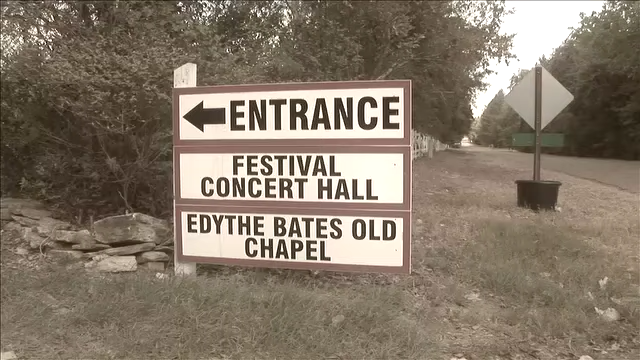 ENTRANCE
FESTIVAL
CONCERT HALL
EDYTHE BATES OLD
CHAPEL